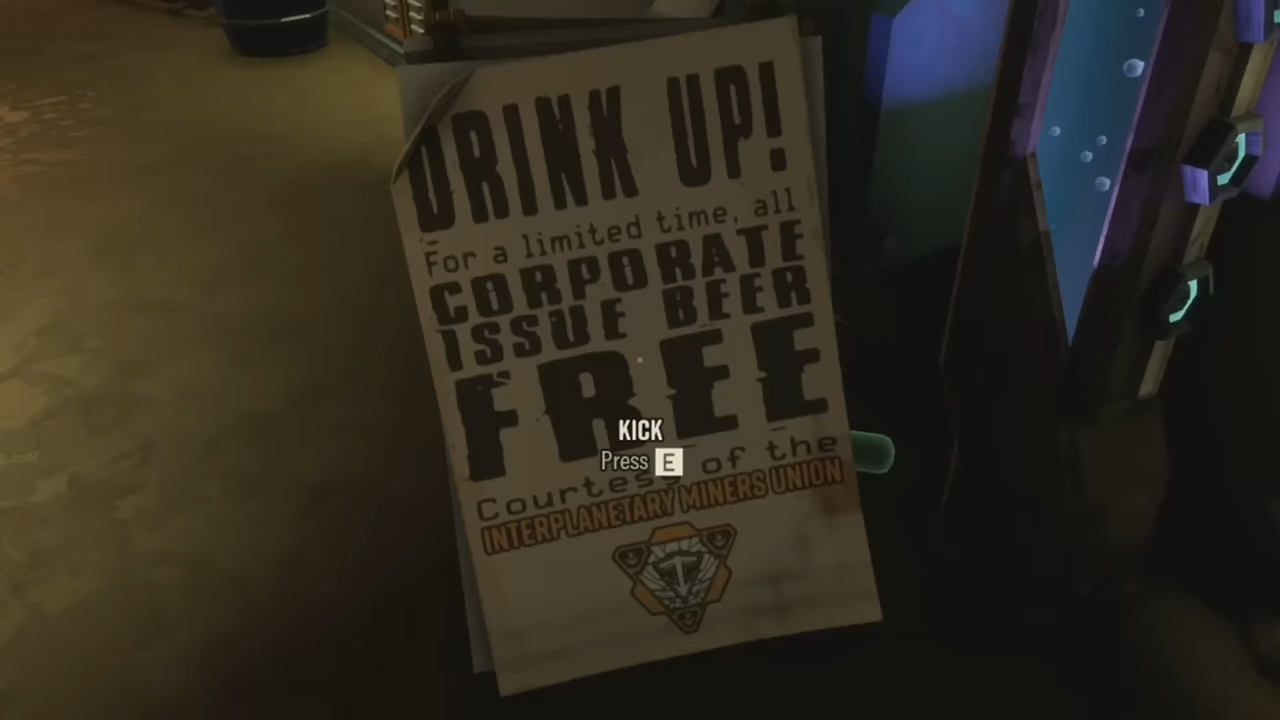 DRINK UP!
For a limited time, all
CORPORATE
ISSUE BEER
FREE
KICK
Press E
Courtesy of the
INTERPLANETARY MINERS UNION